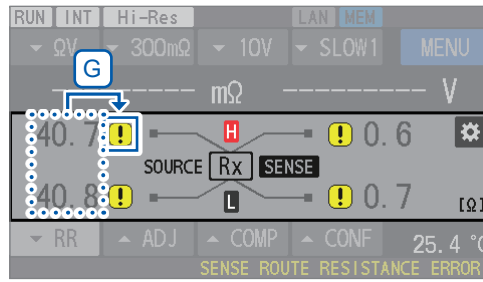 RUN INT Hi-Res LAN MEM
ΩV 300mΩ 10V SLOW1 MENU
G
mΩ V
40.7 ! H ! 0.6
SOURCE Rx SENSE
40.8 ! L ! 0.7 [Ω]
RR ADJ COMP CONF 25.4 °C
SENSE ROUTE RESISTANCE ERROR